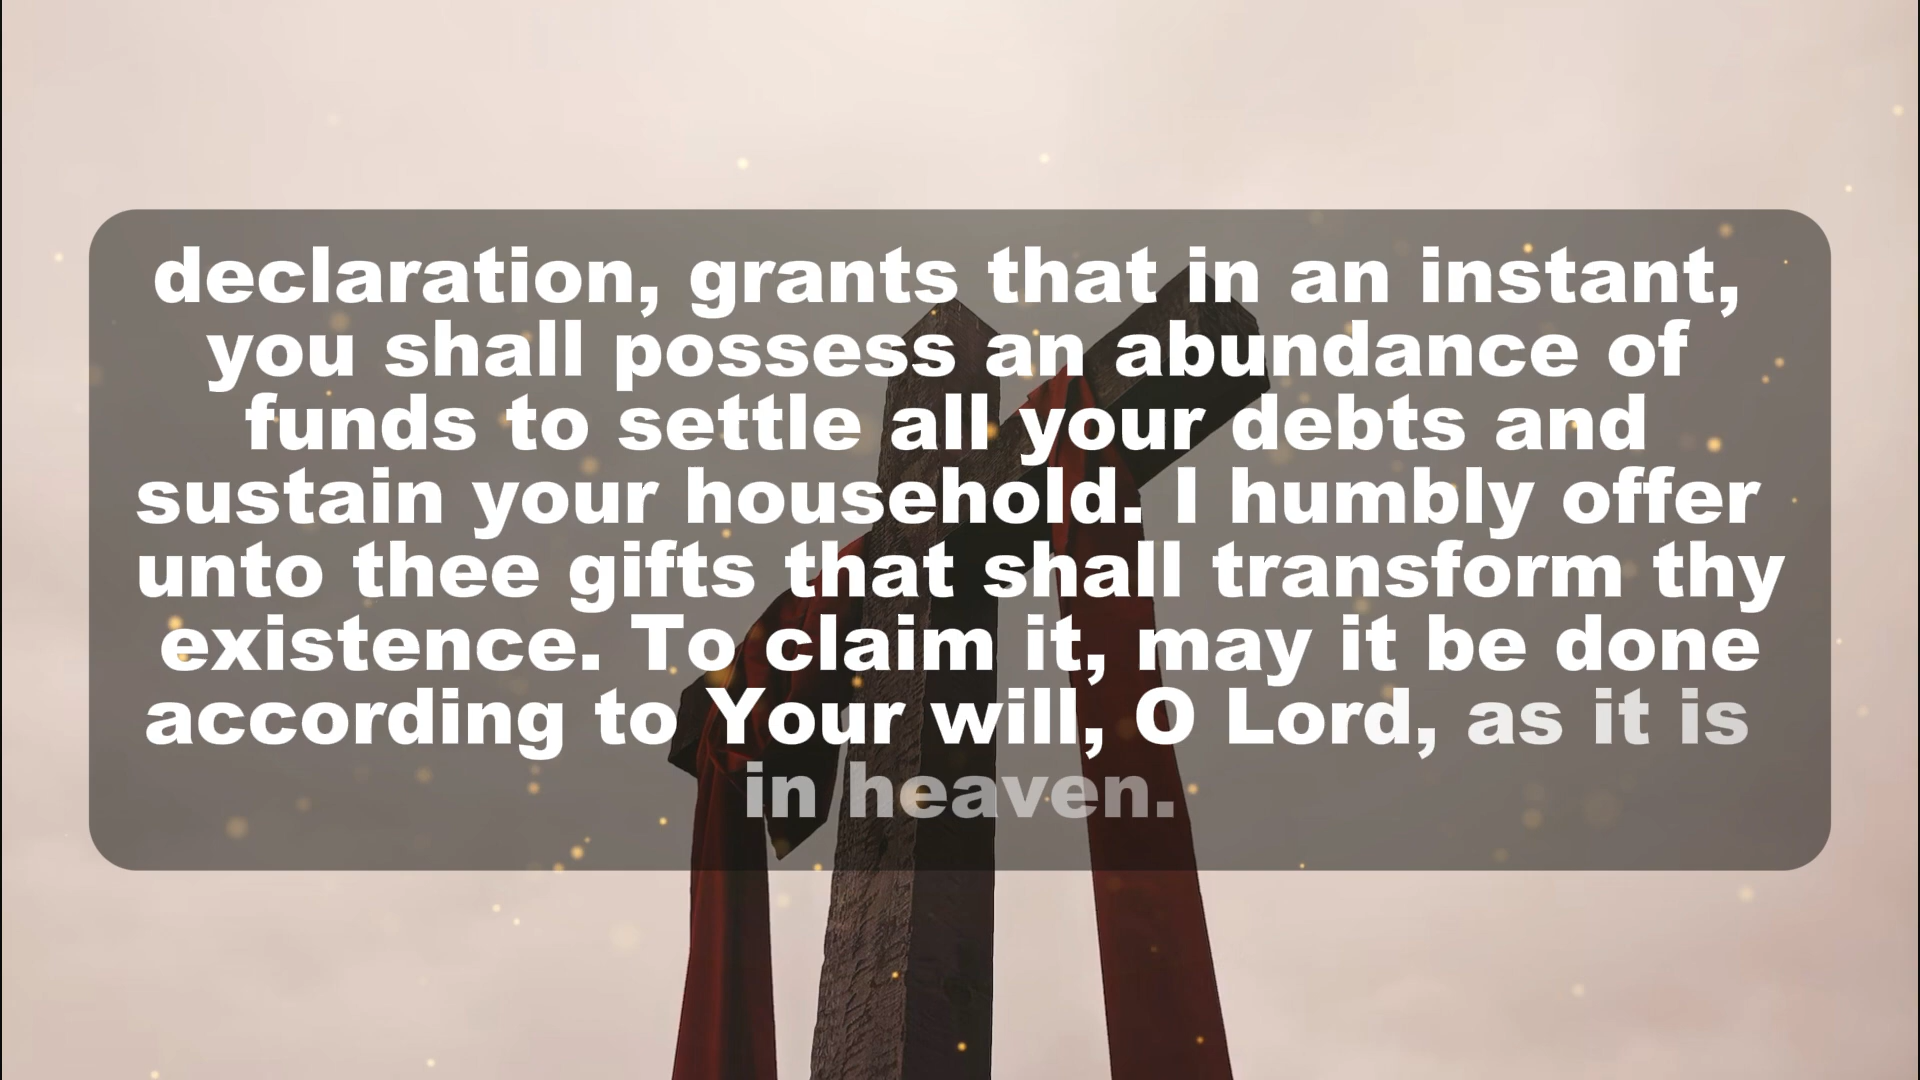 declaration, grants that in an instant,
you shall possess an abundance of
funds to settle all your debts and
sustain your household. I humbly offer
unto thee gifts that shall transform thy
existence. To claim it, may it be done
according to Your will, O Lord, as it is
in heaven.